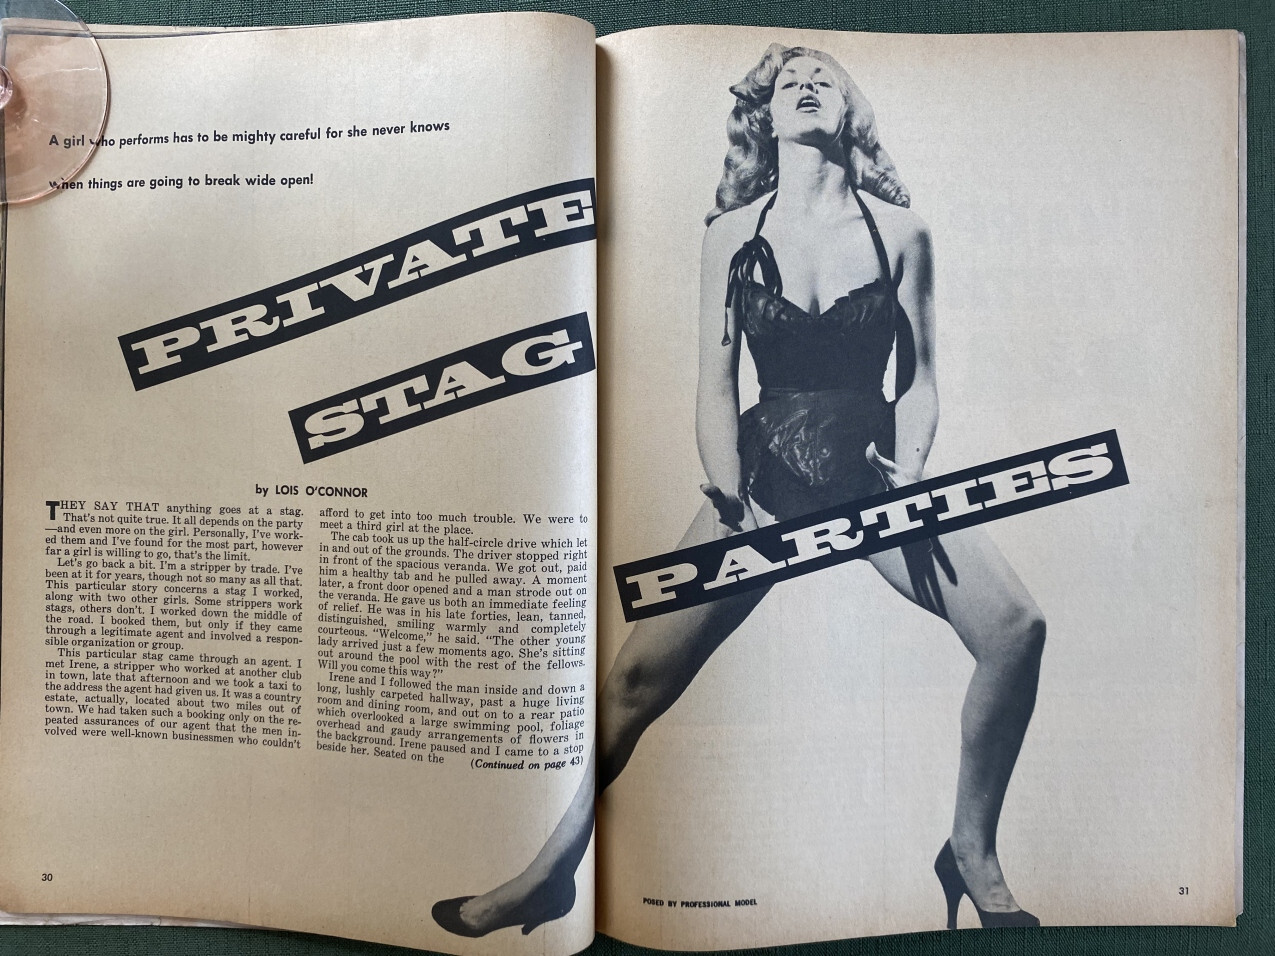 A girl who performs has to be mighty careful for she never knows
when things are going to break wide open!
PRIVATE
STAG
PARTIES
by LOIS O'CONNOR
THEY SAY THAT anything goes at a stag.
That's not quite true. It all depends on the party
—and even more on the girl. Personally, I've work-
ed them and I've found for the most part, however
far a girl is willing to go, that's the limit.
Let's go back a bit. I'm a stripper by trade. I've
been at it for years, though not so many as all that.
This particular story concerns a stag I worked,
along with two other girls. Some strippers work
stags, others don't. I worked down the middle of
the road. I booked them, but only if they came
through a legitimate agent and involved a respon-
sible organization or group.
This particular stag came through an agent. I
met Irene, a stripper who worked at another club
in town, late that afternoon and we took a taxi to
the address the agent had given us. It was a country
estate, actually, located about two miles out of
town. We had taken such a booking only on the re-
peated assurances of our agent that the men in-
volved were well-known businessmen who couldn't
afford to get into too much trouble. We were to
meet a third girl at the place.
The cab took us up the half-circle drive which let
in and out of the grounds. The driver stopped right
in front of the spacious veranda. We got out, paid
him a healthy tab and he pulled away. A moment
later, a front door opened and a man strode out on
the veranda. He gave us both an immediate feeling
of relief. He was in his late forties, lean, tanned,
distinguished, smiling warmly and completely
courteous. "Welcome," he said. "The other young
lady arrived just a few moments ago. She's sitting
out around the pool with the rest of the fellows.
Will you come this way?"
Irene and I followed the man inside and down a
long, lushly carpeted hallway, past a huge living
room and dining room, and out on to a rear patio
which overlooked a large swimming pool, foliage
overhead and gaudy arrangements of flowers in
the background. Irene paused and I came to a stop
beside her. Seated on the (Continued on page 43)
30
POSED BY PROFESSIONAL MODEL
31